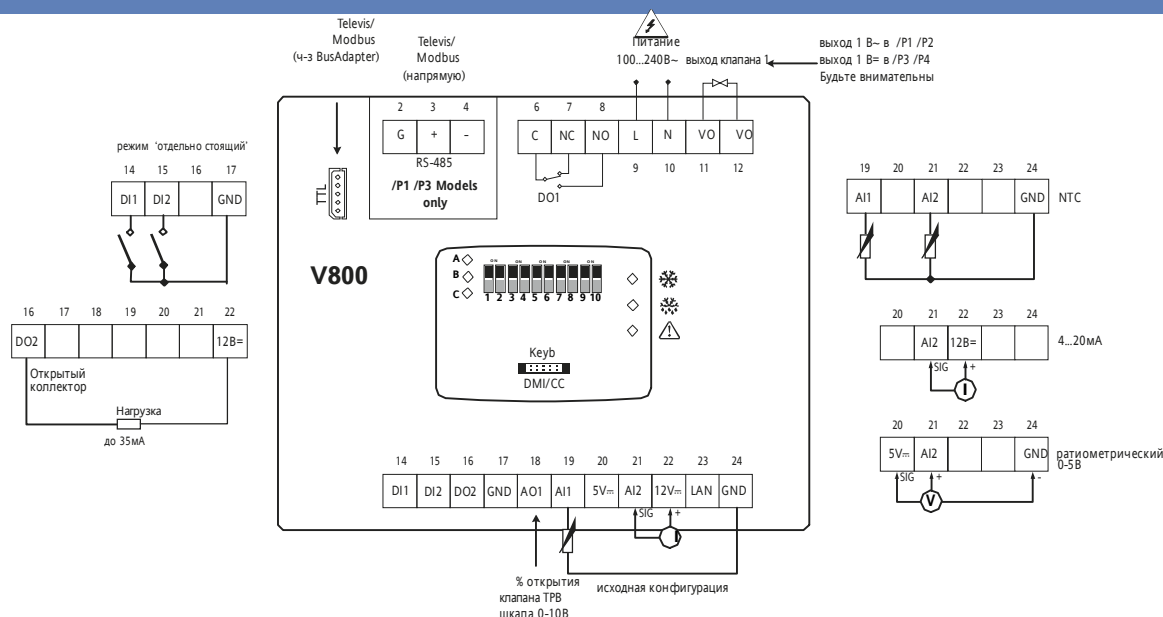 Televis/
Modbus
(ч-з BusAdapter)
Televis/
Modbus
(напрямую)
Питание
100...240В~
выход клапана 1
выход 1 В~ в /P1 /P2
выход 1 В= в /P3 /P4
Будьте внимательны
2 3 4
G + -
RS-485
/P1 /P3 Models
only
6 7 8
C NC NO L N VO VO
9 10 11 12
DO1
TTL
режим 'отдельно стоящий'
14 15 16 17
DI1 DI2 GND
19 20 21 22 23 24
AI1 AI2 GND NTC
V800
A
B
C
ON ON ON ON
1 2 3 4 5 6 7 8 9 10
Keyb
DMI/CC
16 17 18 19 20 21 22
DO2 12В=
Открытый
коллектор
Нагрузка
до 35мА
20 21 22 23 24
AI2 12В= 4...20мА
SIG +
I
20 21 22 23 24
5V⎓ AI2 GND ратиометрический
0-5В
SIG + -
V
14 15 16 17 18 19 20 21 22 23 24
DI1 DI2 DO2 GND AO1 AI1 5V⎓ AI2 12V⎓ LAN GND
SIG +
I
% открытия
клапана ТРВ
шкала 0-10В
исходная конфигурация